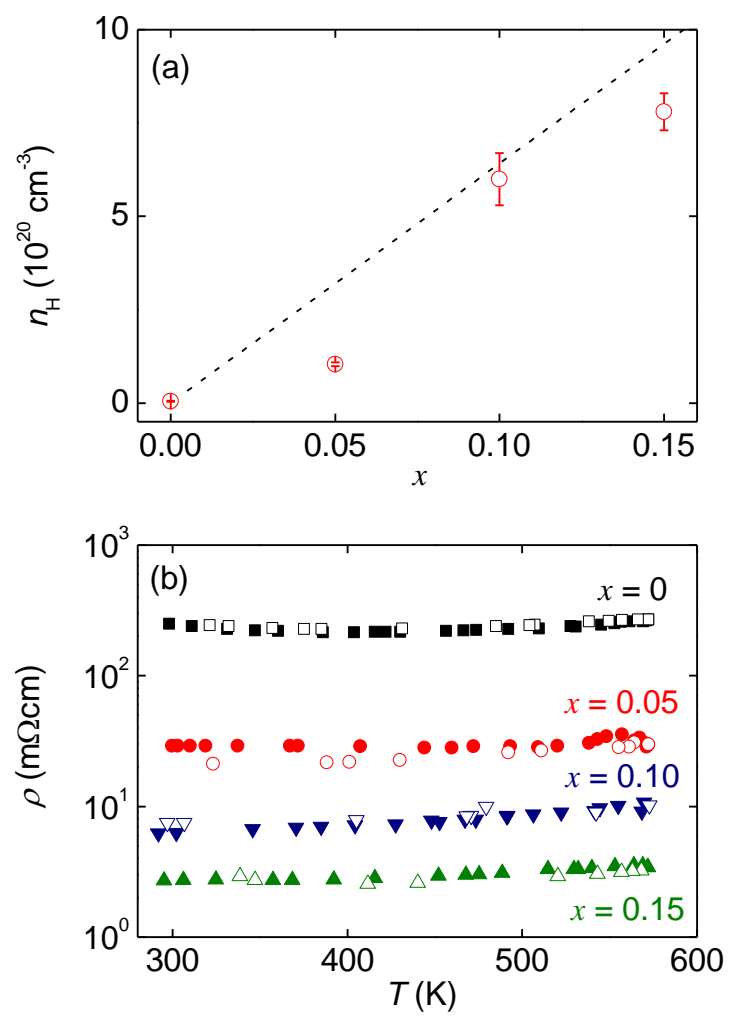 10
(a)
5
0
n_H (10^20 cm^-3)
0.00 0.05 0.10 0.15
x
10^3
(b)
x = 0
10^2
x = 0.05
ρ (mΩcm)
10^1
x = 0.10
x = 0.15
10^0
300 400 500 600
T (K)